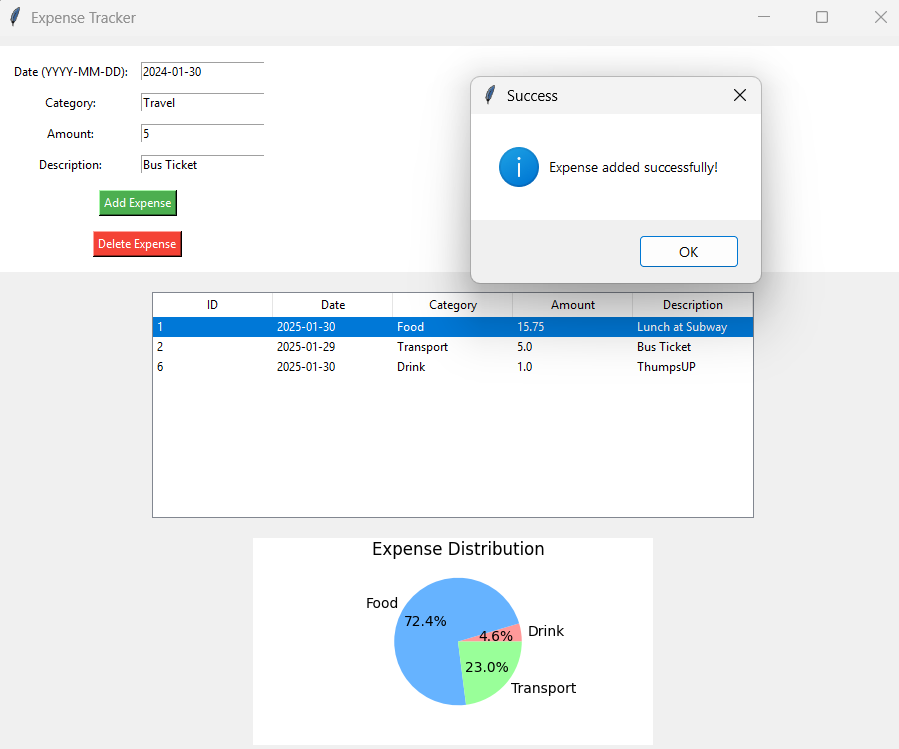 Expense Tracker
Date (YYYY-MM-DD): 2024-01-30
Category: Travel
Amount: 5
Description: Bus Ticket
Add Expense
Delete Expense
Success
Expense added successfully!
OK
ID Date Category Amount Description
1 2025-01-30 Food 15.75 Lunch at Subway
2 2025-01-29 Transport 5.0 Bus Ticket
6 2025-01-30 Drink 1.0 ThumpsUP
Expense Distribution
Food
72.4%
4.6% Drink
23.0%
Transport